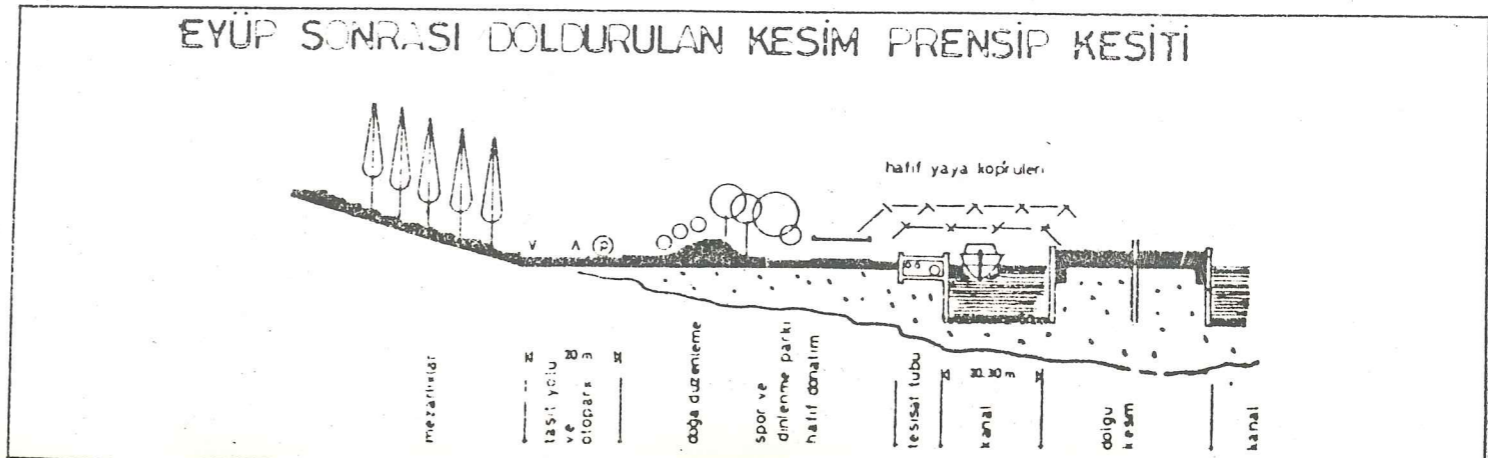 EYÜP SONRASI DOLDURULAN KESİM PRENSİP KESİTİ
hafif yaya köprüleri
P
mezarlıklar
20 m
taşıt yolu
ve
otopark
doğa düzenleme
spor ve
dinlenme parkı
hafif donatım
tesisat tubu
20.30 m
kanal
dolgu
kesim
kanal